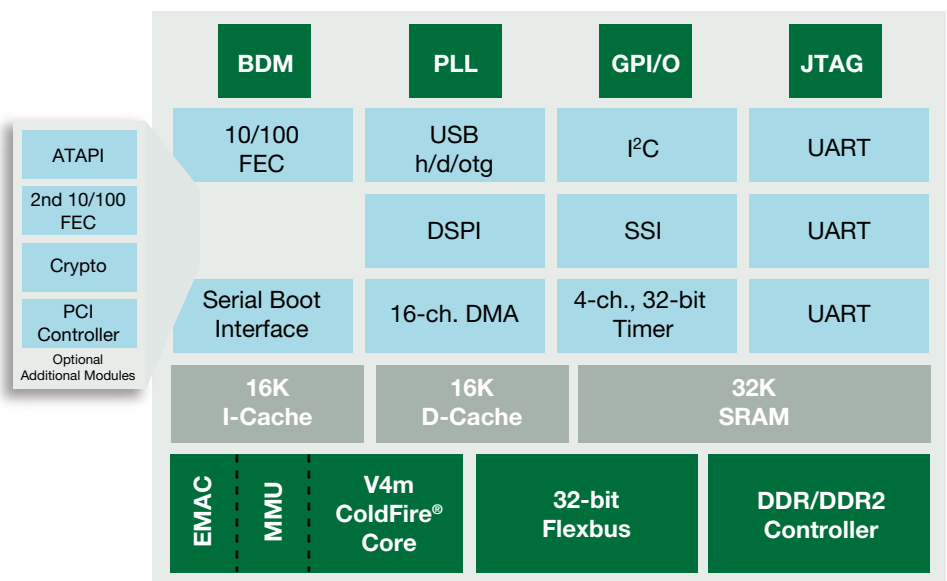 BDM
PLL
GPI/O
JTAG
10/100
FEC
USB
h/d/otg
I²C
UART
DSPI
SSI
UART
Serial Boot
Interface
16-ch. DMA
4-ch., 32-bit
Timer
UART
ATAPI
2nd 10/100
FEC
Crypto
PCI
Controller
Optional
Additional Modules
16K
I-Cache
16K
D-Cache
32K
SRAM
EMAC
MMU
V4m
ColdFire®
Core
32-bit
Flexbus
DDR/DDR2
Controller